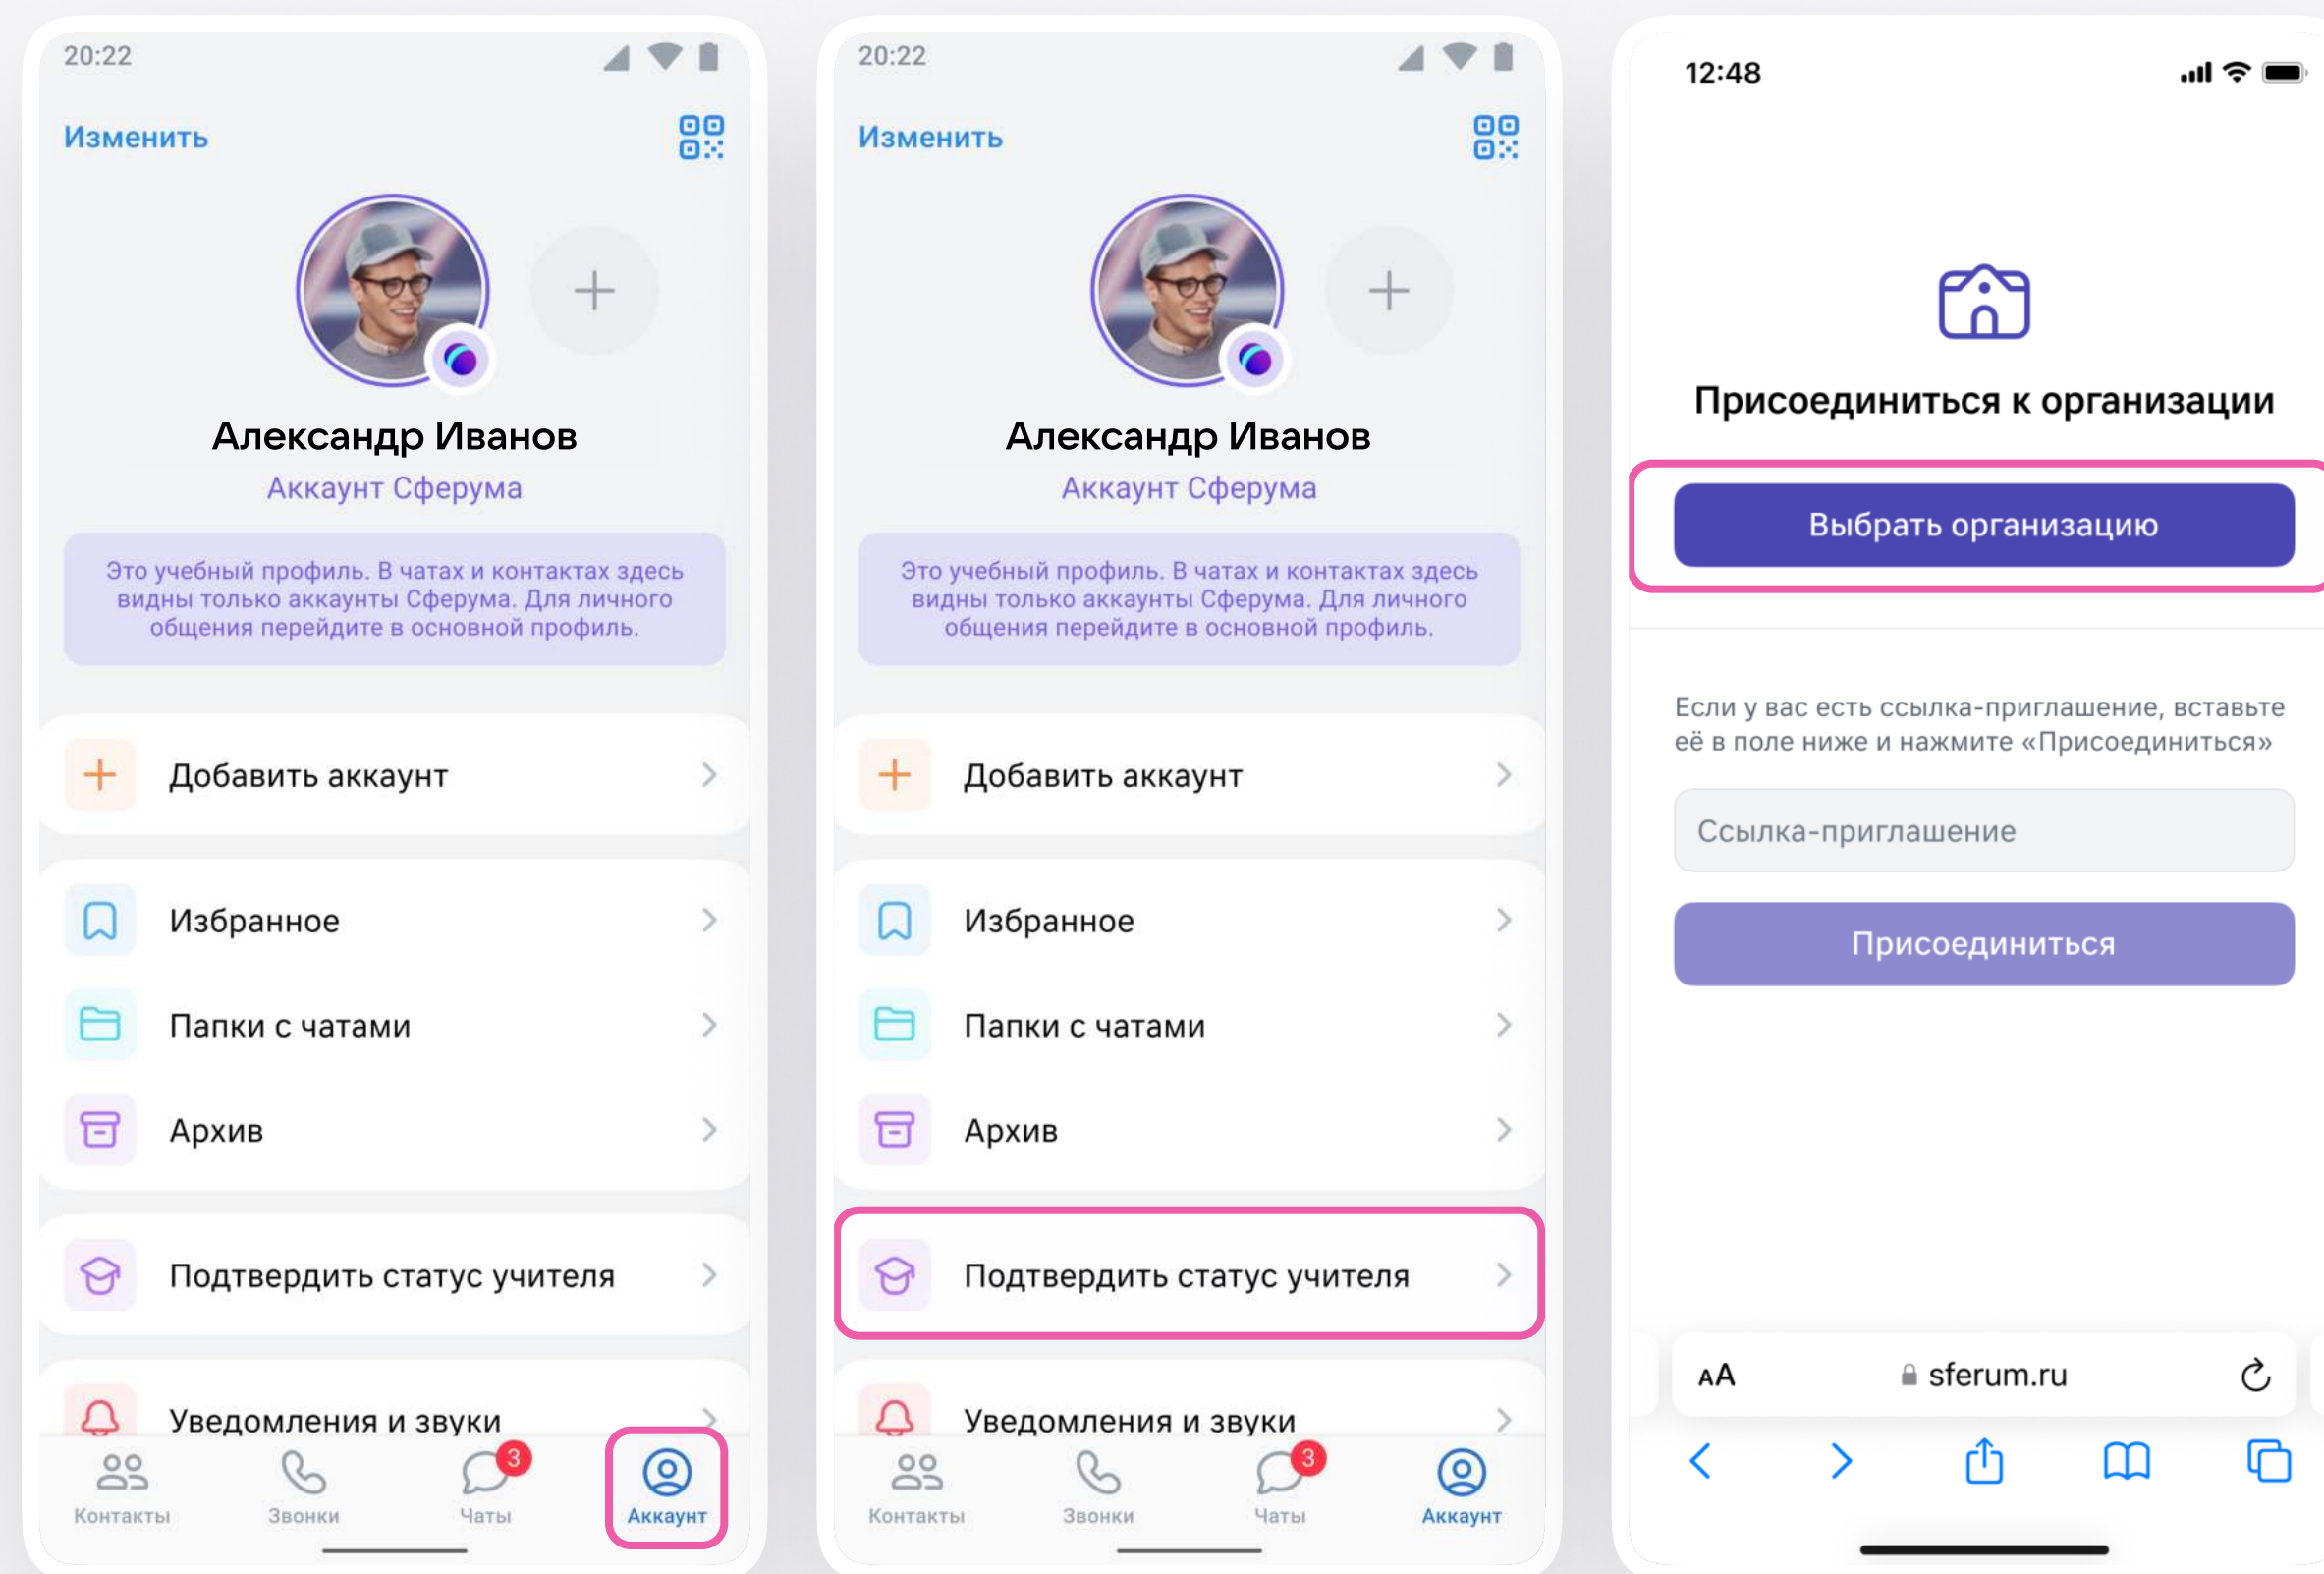 20:22
Изменить
Александр Иванов
Аккаунт Сферума
Это учебный профиль. В чатах и контактах здесь
видны только аккаунты Сферума. Для личного
общения перейдите в основной профиль.
Добавить аккаунт
Избранное
Папки с чатами
Архив
Подтвердить статус учителя
Уведомления и звуки
3
Контакты
Звонки
Чаты
Аккаунт
20:22
Изменить
Александр Иванов
Аккаунт Сферума
Это учебный профиль. В чатах и контактах здесь
видны только аккаунты Сферума. Для личного
общения перейдите в основной профиль.
Добавить аккаунт
Избранное
Папки с чатами
Архив
Подтвердить статус учителя
Уведомления и звуки
3
Контакты
Звонки
Чаты
Аккаунт
12:48
Присоединиться к организации
Выбрать организацию
Если у вас есть ссылка-приглашение, вставьте
её в поле ниже и нажмите «Присоединиться»
Ссылка-приглашение
Присоединиться
АА
sferum.ru